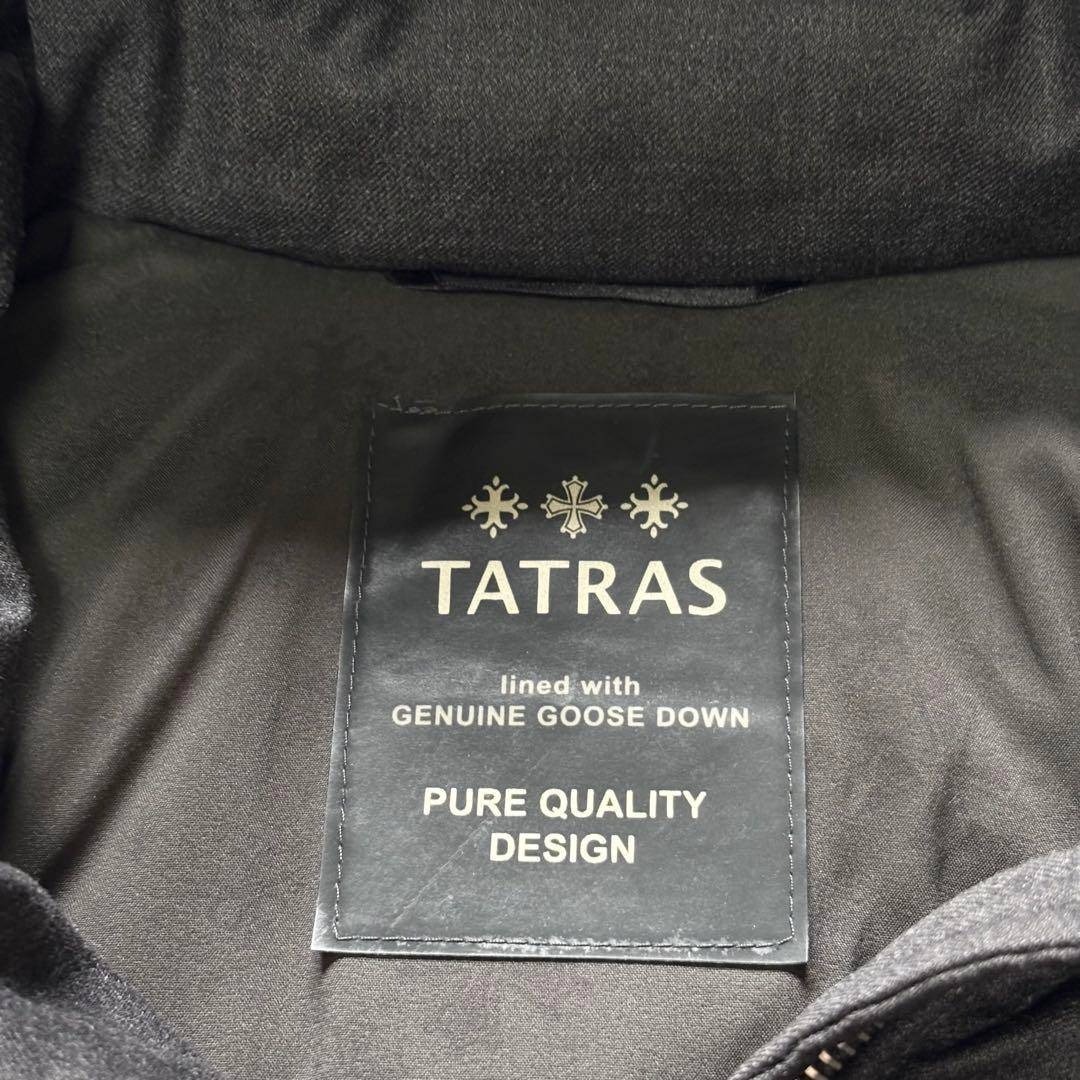 TATRAS
lined with
GENUINE GOOSE DOWN
PURE QUALITY
DESIGN